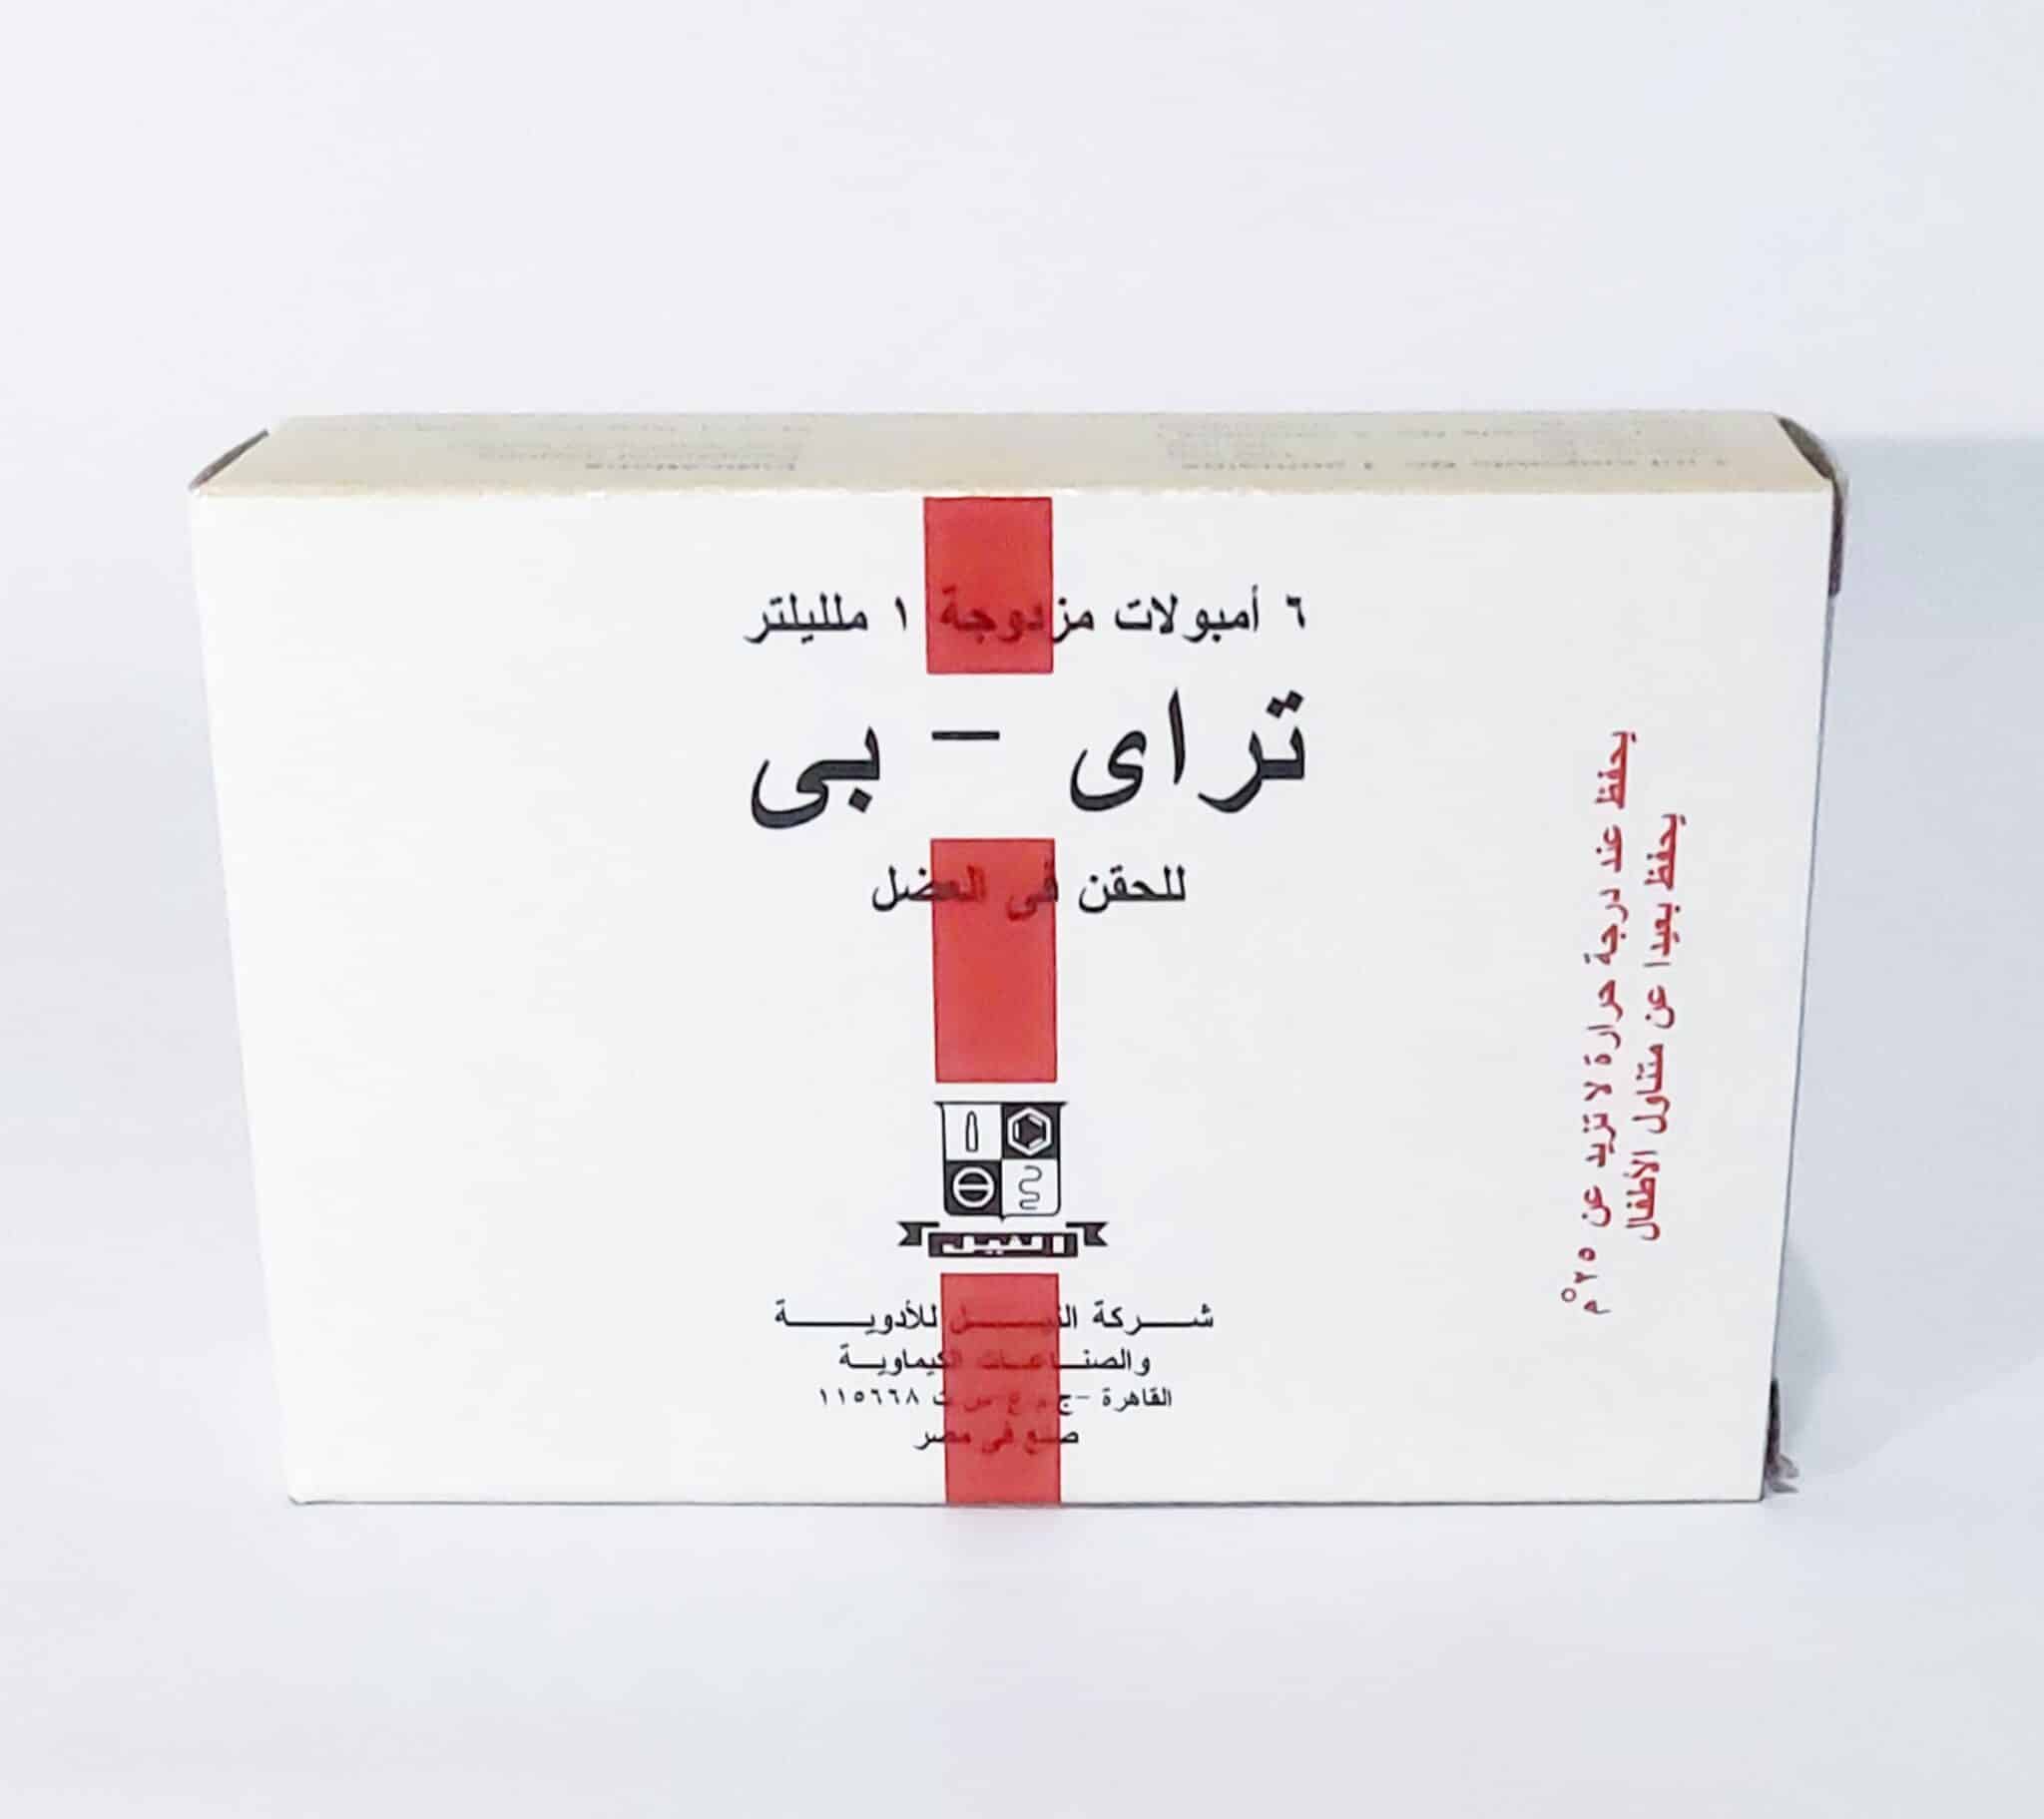 ٦ أمبولات مزدوجة ١ ملليلتر
تراى - بى
للحقن فى العضل
النيل
شركة النيل للأدوية
والصناعات الكيماوية
القاهرة - ج م ع س ت ١١٥٦٦٨
صنع فى مصر
يحفظ عند درجة حرارة لا تزيد عن ٢٥°م
يحفظ بعيدا عن متناول الأطفال